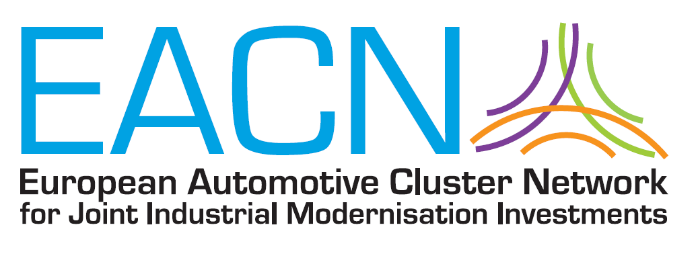 EACN
European Automotive Cluster Network
for Joint Industrial Modernisation Investments